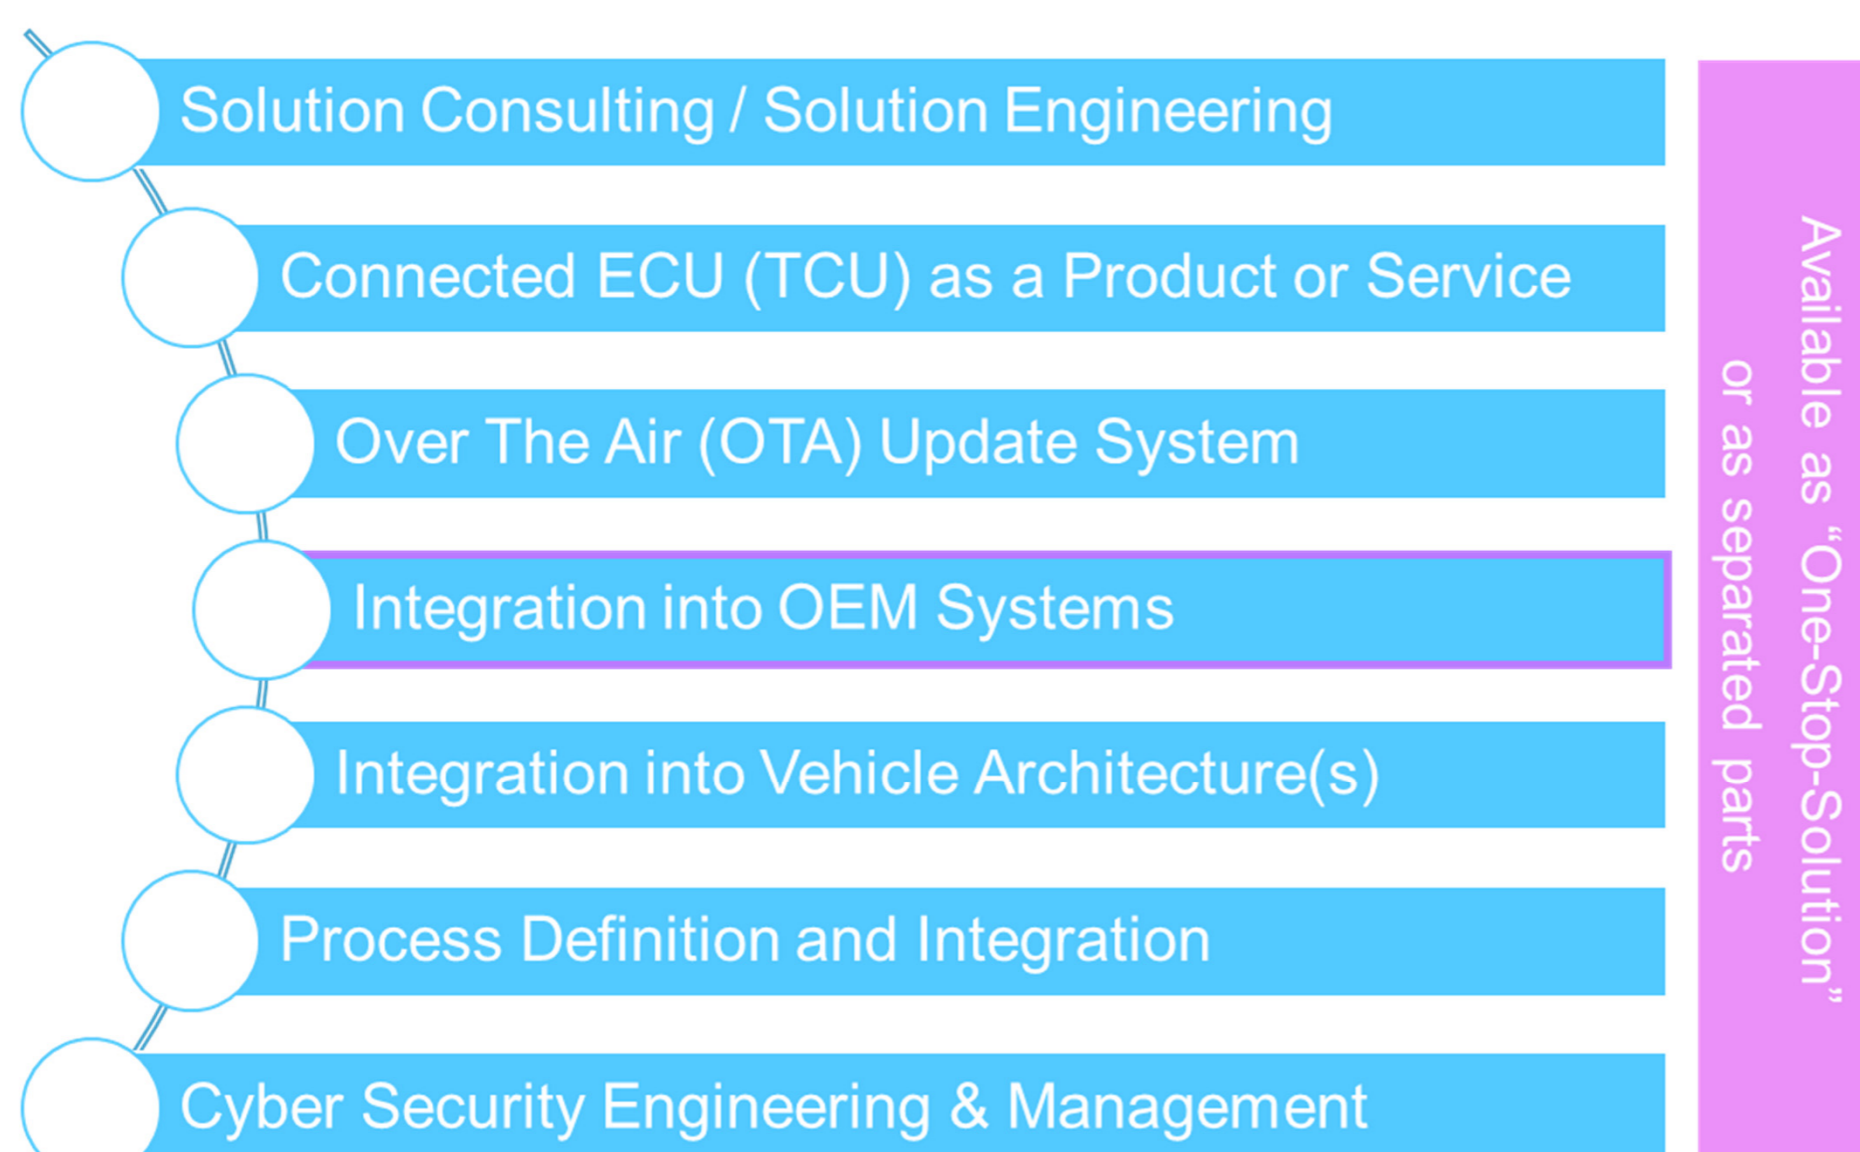 Solution Consulting / Solution Engineering
Connected ECU (TCU) as a Product or Service
Over The Air (OTA) Update System
Integration into OEM Systems
Integration into Vehicle Architecture(s)
Process Definition and Integration
Cyber Security Engineering & Management
Available as “One-Stop-Solution”
or as separated parts